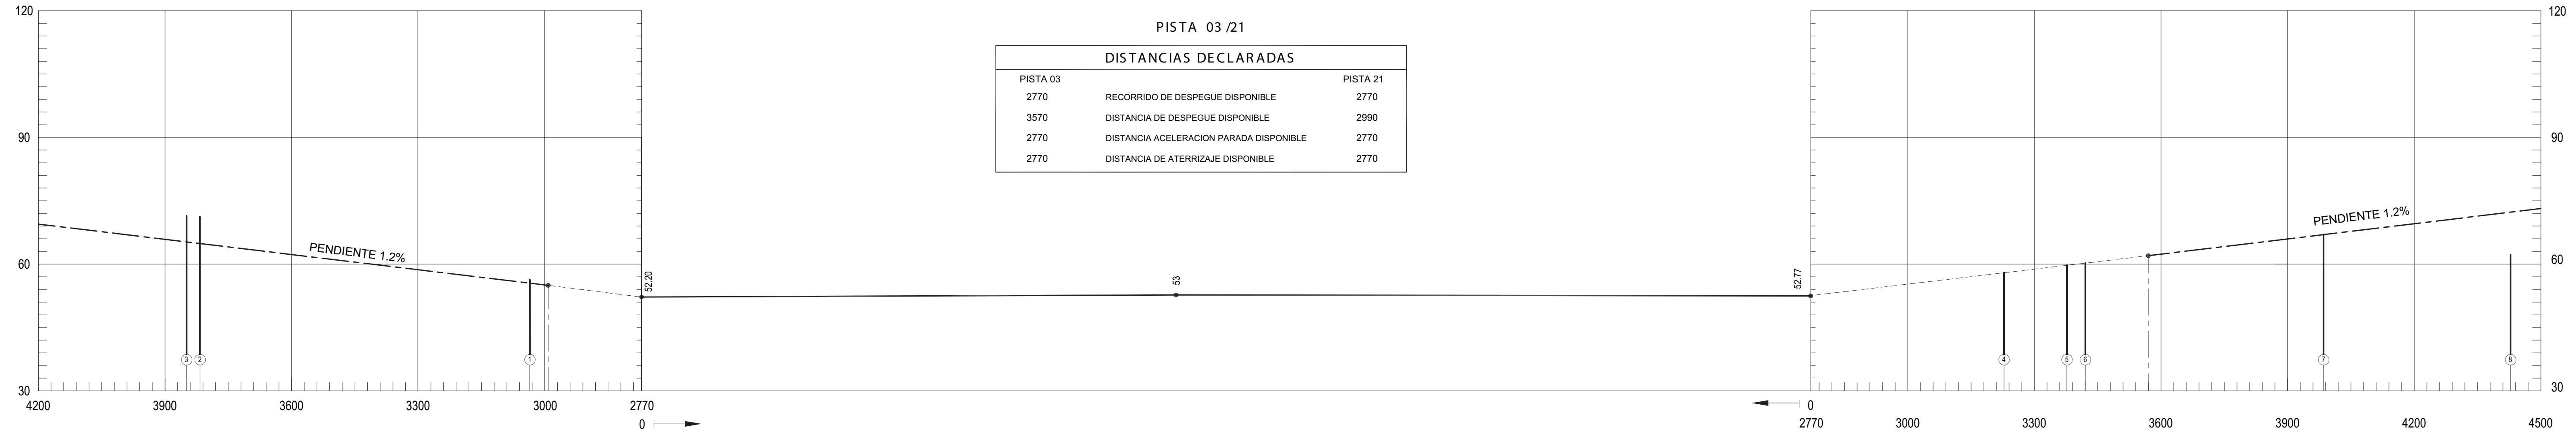 120
120
PISTA 03 /21
DISTANCIAS DECLARADAS
PISTA 03 PISTA 21
2770 RECORRIDO DE DESPEGUE DISPONIBLE 2770
3570 DISTANCIA DE DESPEGUE DISPONIBLE 2990
2770 DISTANCIA ACELERACION PARADA DISPONIBLE 2770
2770 DISTANCIA DE ATERRIZAJE DISPONIBLE 2770
90
90
PENDIENTE 1.2%
PENDIENTE 1.2%
60
60
52.20
53
52.77
3 2 1
4 5 6 7 8
30
30
4200 3900 3600 3300 3000 2770
0
0
2770 3000 3300 3600 3900 4200 4500